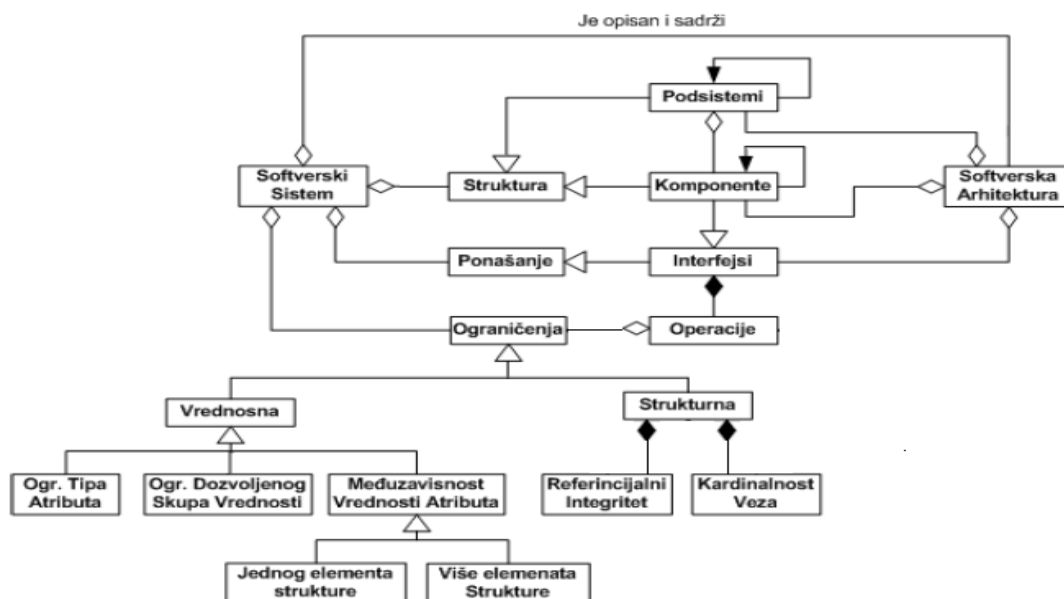 Je opisan i sadrži
Podsistemi
Softverski
Sistem
Struktura
Komponente
Softverska
Arhitektura
Ponašanje
Interfejsi
Ograničenja
Operacije
Vrednosna
Strukturna
Ogr. Tipa
Atributa
Ogr. Dozvoljenog
Skupa Vrednosti
Međuzavisnost
Vrednosti Atributa
Referincijalni
Integritet
Kardinalnost
Veza
Jednog elementa
strukture
Više elemenata
Strukture